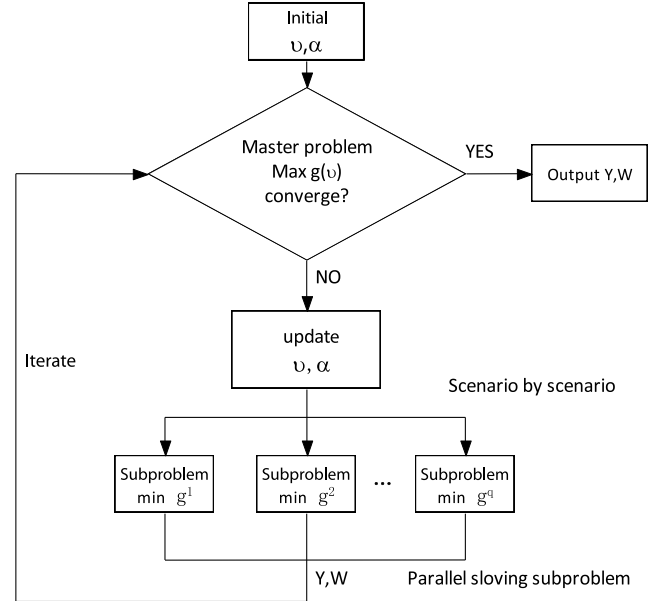 Initial
υ,α
Master problem
Max g(υ)
converge?
YES
Output Y,W
NO
update
υ, α
Iterate
Scenario by scenario
Subproblem
min g¹
Subproblem
min g²
...
Subproblem
min g^q
Y,W
Parallel sloving subproblem